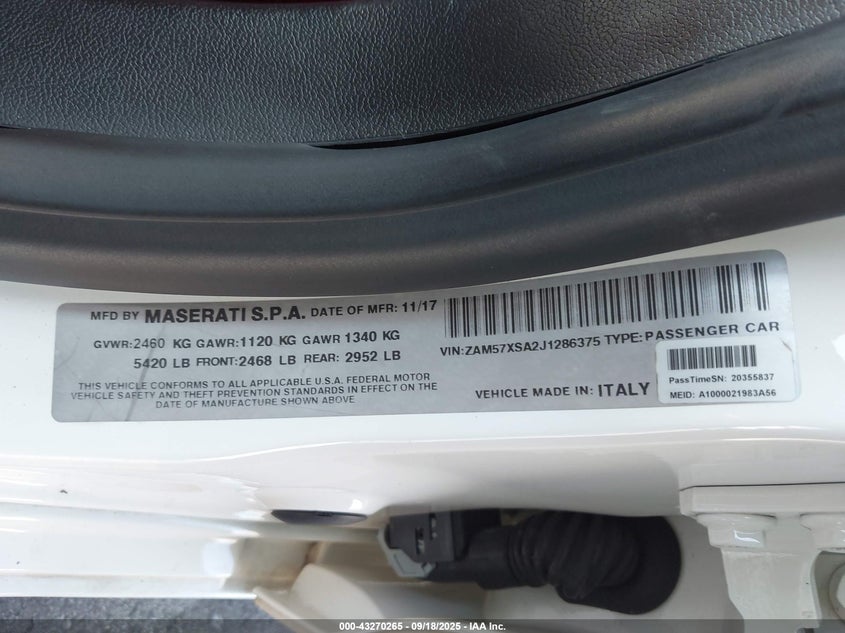 MFD BY MASERATI S.P.A. DATE OF MFR: 11/17
GVWR:2460 KG GAWR:1120 KG GAWR 1340 KG
5420 LB FRONT:2468 LB REAR: 2952 LB
THIS VEHICLE CONFORMS TO ALL APPLICABLE U.S.A. FEDERAL MOTOR
VEHICLE SAFETY AND THEFT PREVENTION STANDARDS IN EFFECT ON THE
DATE OF MANUFACTURE SHOWN ABOVE
VIN:ZAM57XSA2J1286375 TYPE:PASSENGER CAR
VEHICLE MADE IN: ITALY
PassTimeSN: 20355837
MEID: A1000021983A56
000-43270265 - 09/18/2025 - IAA Inc.